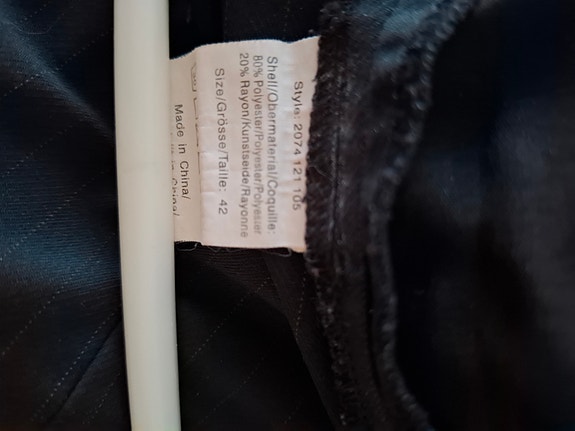 Style: 2074 121 105
Shell/Obermaterial/Coquille:
80% Polyester/Polyester/Polyester
20% Rayon/Kunstseide/Rayonne
Size/Grösse/Taille: 42
Made in China/